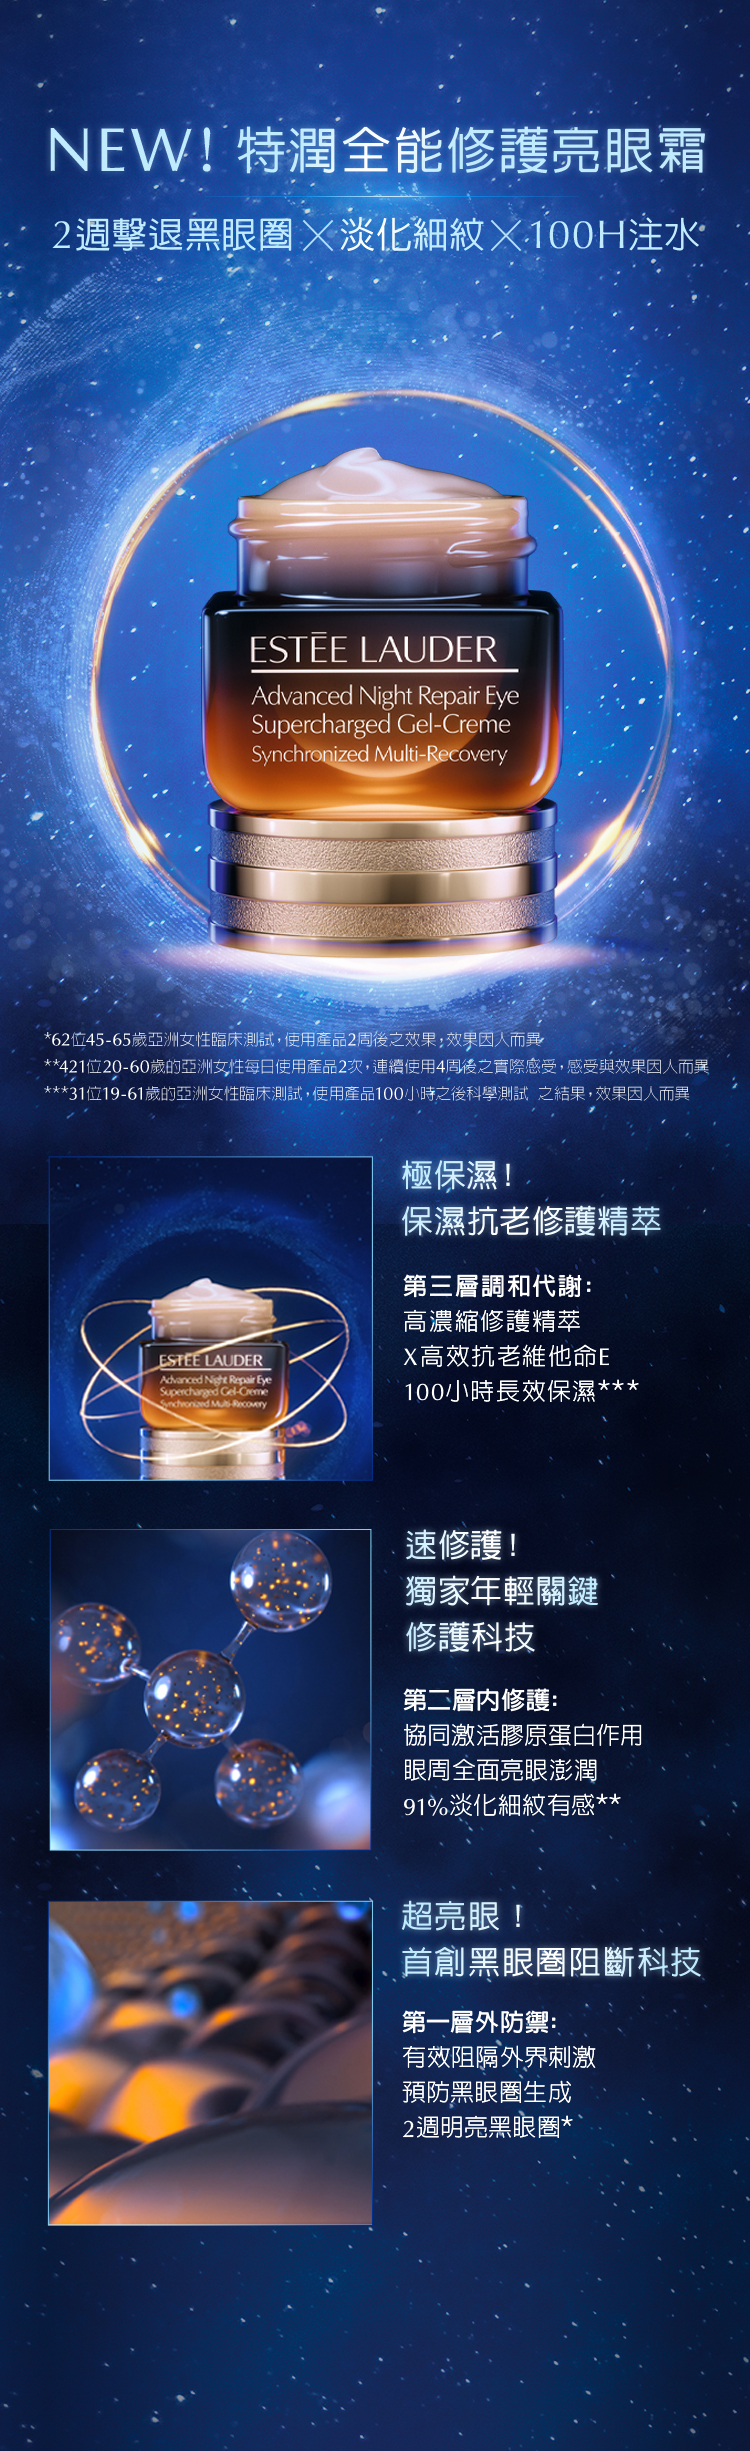 NEW! 特潤全能修護亮眼霜
2週擊退黑眼圈╳淡化細紋╳100H注水
ESTĒE LAUDER
Advanced Night Repair Eye
Supercharged Gel-Creme
Synchronized Multi-Recovery
*62位45-65歲亞洲女性臨床測試，使用產品2周後之效果，效果因人而異
**421位20-60歲的亞洲女性每日使用產品2次，連續使用4周後之實際感受，感受與效果因人而異
***31位19-61歲的亞洲女性臨床測試，使用產品100小時之後科學測試 之結果，效果因人而異
極保濕！
保濕抗老修護精萃
第三層調和代謝：
高濃縮修護精萃
X高效抗老維他命E
100小時長效保濕***
ESTĒE LAUDER
Advanced Night Repair Eye
Supercharged Gel-Creme
Synchronized Multi-Recovery
速修護！
獨家年輕關鍵
修護科技
第二層內修護：
協同激活膠原蛋白作用
眼周全面亮眼澎潤
91%淡化細紋有感**
超亮眼！
首創黑眼圈阻斷科技
第一層外防禦：
有效阻隔外界刺激
預防黑眼圈生成
2週明亮黑眼圈*